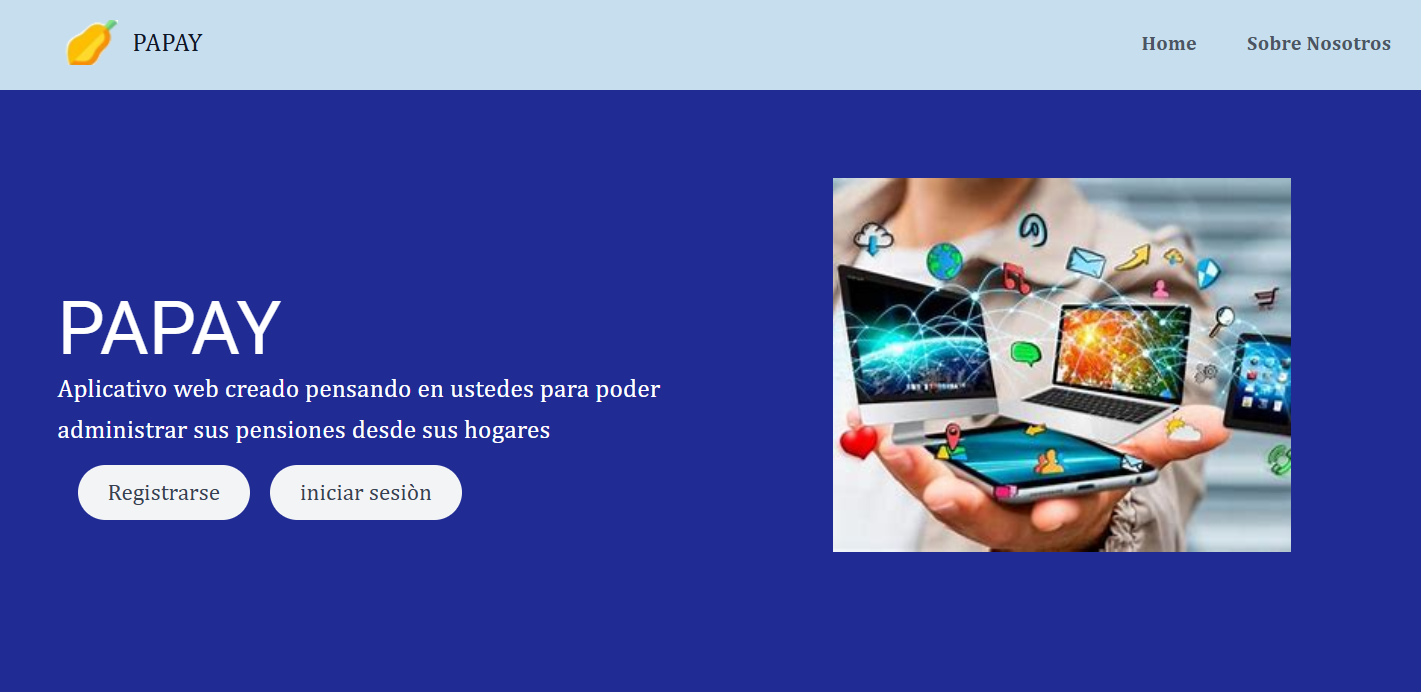 PAPAY
Home
Sobre Nosotros
PAPAY
Aplicativo web creado pensando en ustedes para poder
administrar sus pensiones desde sus hogares
Registrarse
iniciar sesiòn